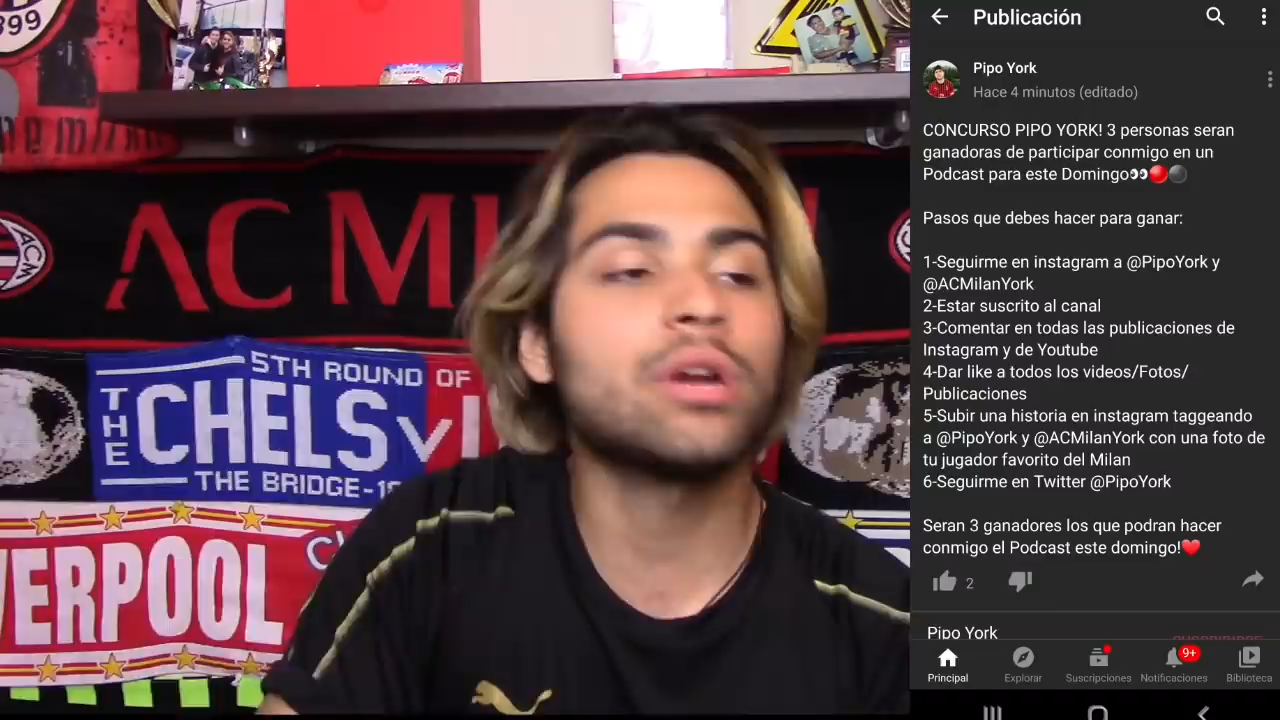 Publicación
Pipo York
Hace 4 minutos (editado)
CONCURSO PIPO YORK! 3 personas seran
ganadoras de participar conmigo en un
Podcast para este Domingo👀🔴⚫
Pasos que debes hacer para ganar:
1-Seguirme en instagram a @PipoYork y
@ACMilanYork
2-Estar suscrito al canal
3-Comentar en todas las publicaciones de
Instagram y de Youtube
4-Dar like a todos los videos/Fotos/
Publicaciones
5-Subir una historia en instagram taggeando
a @PipoYork y @ACMilanYork con una foto de
tu jugador favorito del Milan
6-Seguirme en Twitter @PipoYork
Seran 3 ganadores los que podran hacer
conmigo el Podcast este domingo!❤️
2
Pipo York
9+
Principal
Explorar
Suscripciones
Notificaciones
Biblioteca
899
AC MI
ACM
5TH ROUND OF
THE
CHELS
V
THE BRIDGE-19
VERPOOL